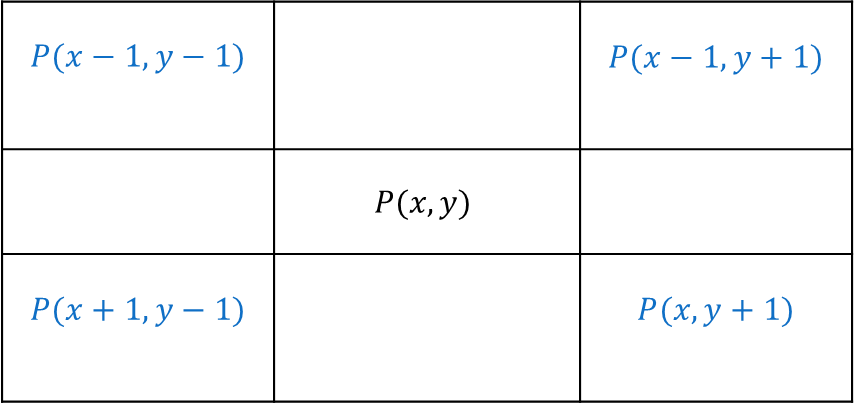 P(x − 1, y − 1)
P(x − 1, y + 1)
P(x, y)
P(x + 1, y − 1)
P(x, y + 1)